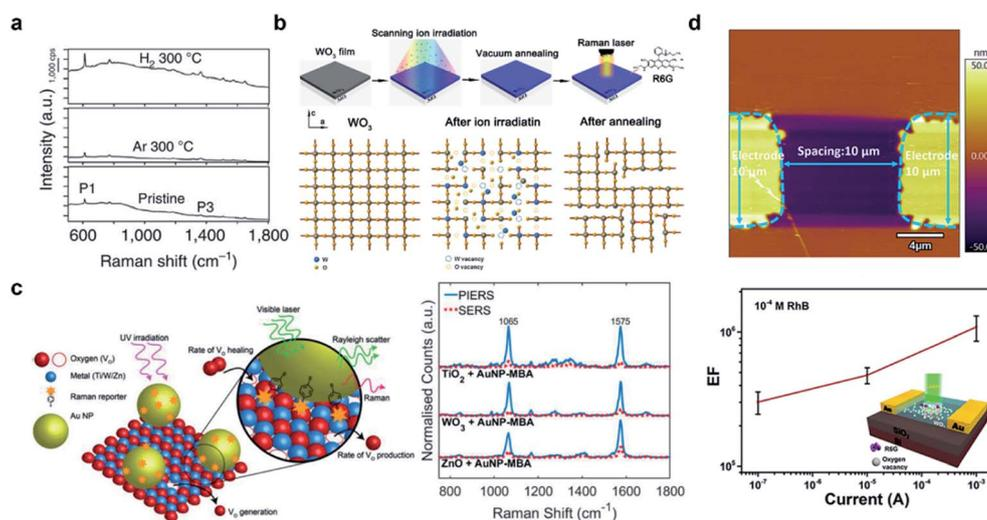 a
Intensity (a.u.)
1,000 cps
H2 300 °C
Ar 300 °C
P1
Pristine
P3
600 1,000 1,400 1,800
Raman shift (cm⁻¹)
b
Scanning ion irradiation
WO3 film
Vacuum annealing
Raman laser
R6G
c
a
WO3
After ion irradiatin
After annealing
W
O
W vacancy
O vacancy
c
Oxygen (VO)
Metal (Ti/W/Zn)
Raman reporter
Au NP
UV irradiation
Visible laser
Rate of VO healing
Rayleigh scatter
Raman
Rate of VO production
VO generation
Normalised Counts (a.u.)
PIERS
SERS
1065
1575
TiO2 + AuNP-MBA
WO3 + AuNP-MBA
ZnO + AuNP-MBA
800 1000 1200 1400 1600 1800
Raman Shift (cm⁻¹)
d
nm
50.0
0.00
-50.0
Electrode
10 μm
Spacing:10 μm
Electrode
10 μm
4μm
10⁻⁴ M RhB
EF
10⁶
10⁵
Au
Au
WO3
SiO2
Si
R6G
Oxygen
vacancy
10⁻⁷ 10⁻⁶ 10⁻⁵ 10⁻⁴ 10⁻³
Current (A)